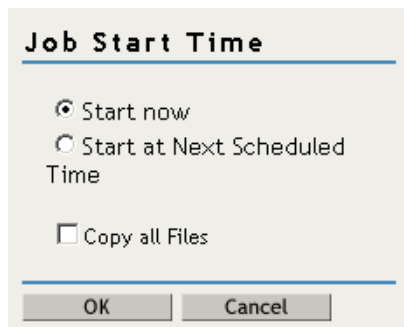 Job Start Time
Start now
Start at Next Scheduled
Time
Copy all Files
OK Cancel